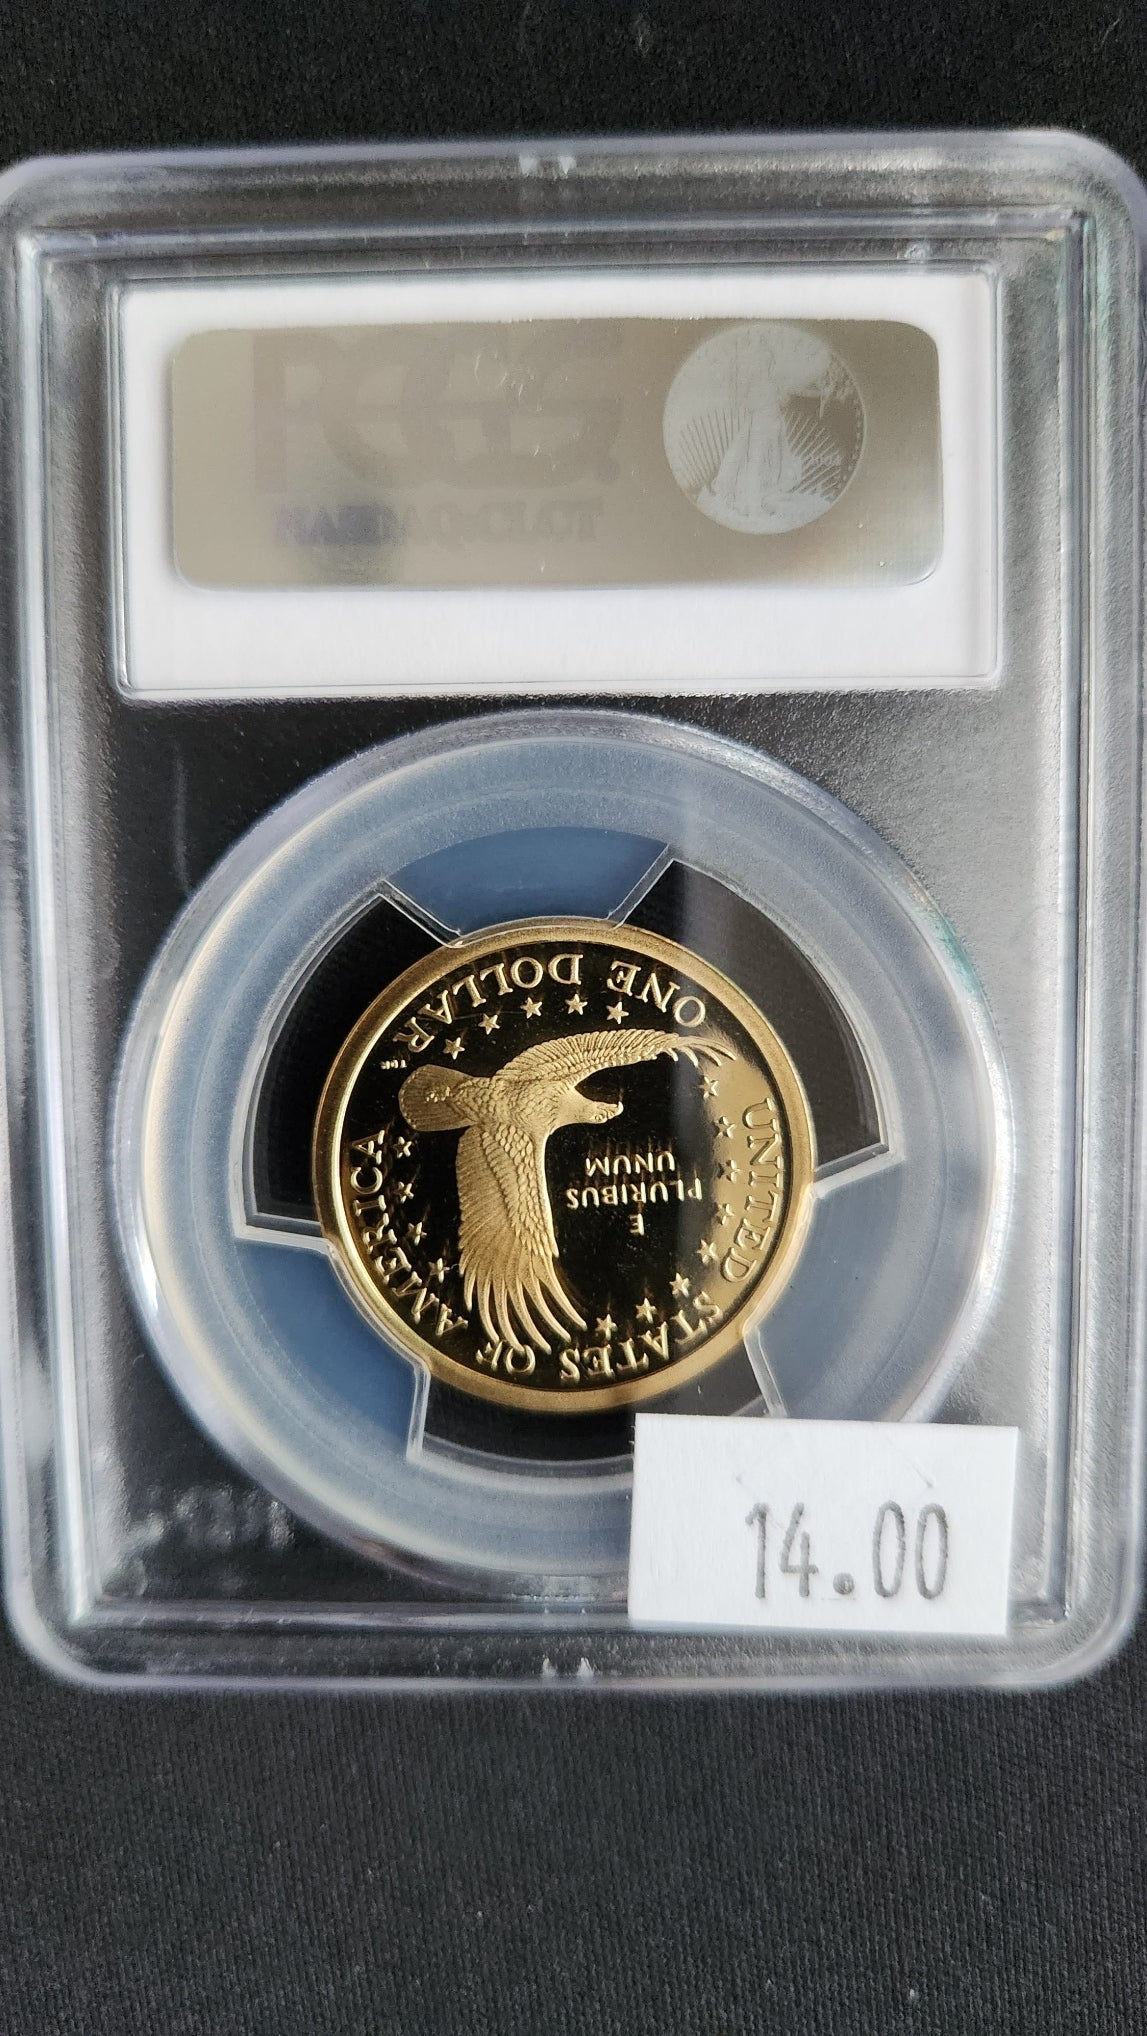 UNITED STATES OF AMERICA
E
PLURIBUS
UNUM
ONE DOLLAR
14.00